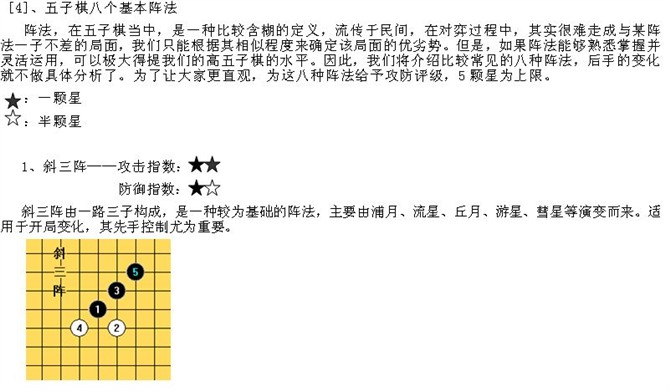 [4]、五子棋八个基本阵法
阵法，在五子棋当中，是一种比较含糊的定义，流传于民间，在对弈过程中，其实很难走成与某阵
法一子不差的局面，我们只能根据其相似程度来确定该局面的优劣势。但是，如果阵法能够熟悉掌握并
灵活运用，可以极大得提我们的高五子棋的水平。因此，我们将介绍比较常见的八种阵法，后手的变化
就不做具体分析了。为了让大家更直观，为这八种阵法给予攻防评级，5颗星为上限。
★：一颗星
☆：半颗星
1、斜三阵——攻击指数：★★
防御指数：★☆
斜三阵由一路三子构成，是一种较为基础的阵法，主要由浦月、流星、丘月、游星、彗星等演变而来。适
用于开局变化，其先手控制尤为重要。
斜三阵
5
3
1
4 2